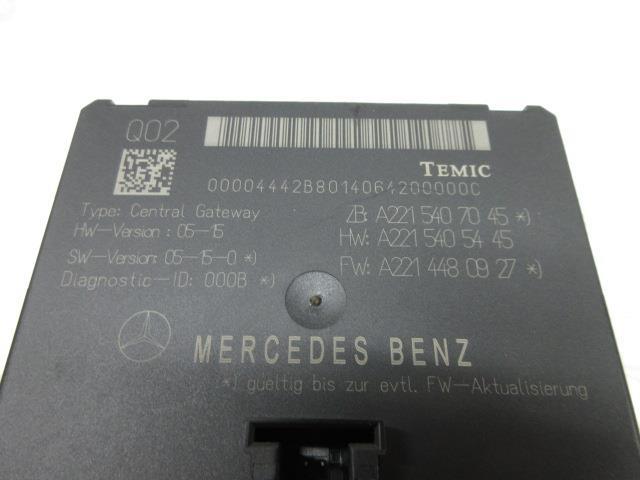 Q02
TEMIC
00004442B80140642000000C
Type: Central Gateway
HW-Version: 05-15
SW-Version: 05-15-0 *)
Diagnostic-ID: 000B *)
ZB: A221 540 70 45 *)
HW: A221 540 54 45
FW: A221 448 09 27 *)
MERCEDES BENZ
*) gueltig bis zur evtl. FW-Aktualisierung